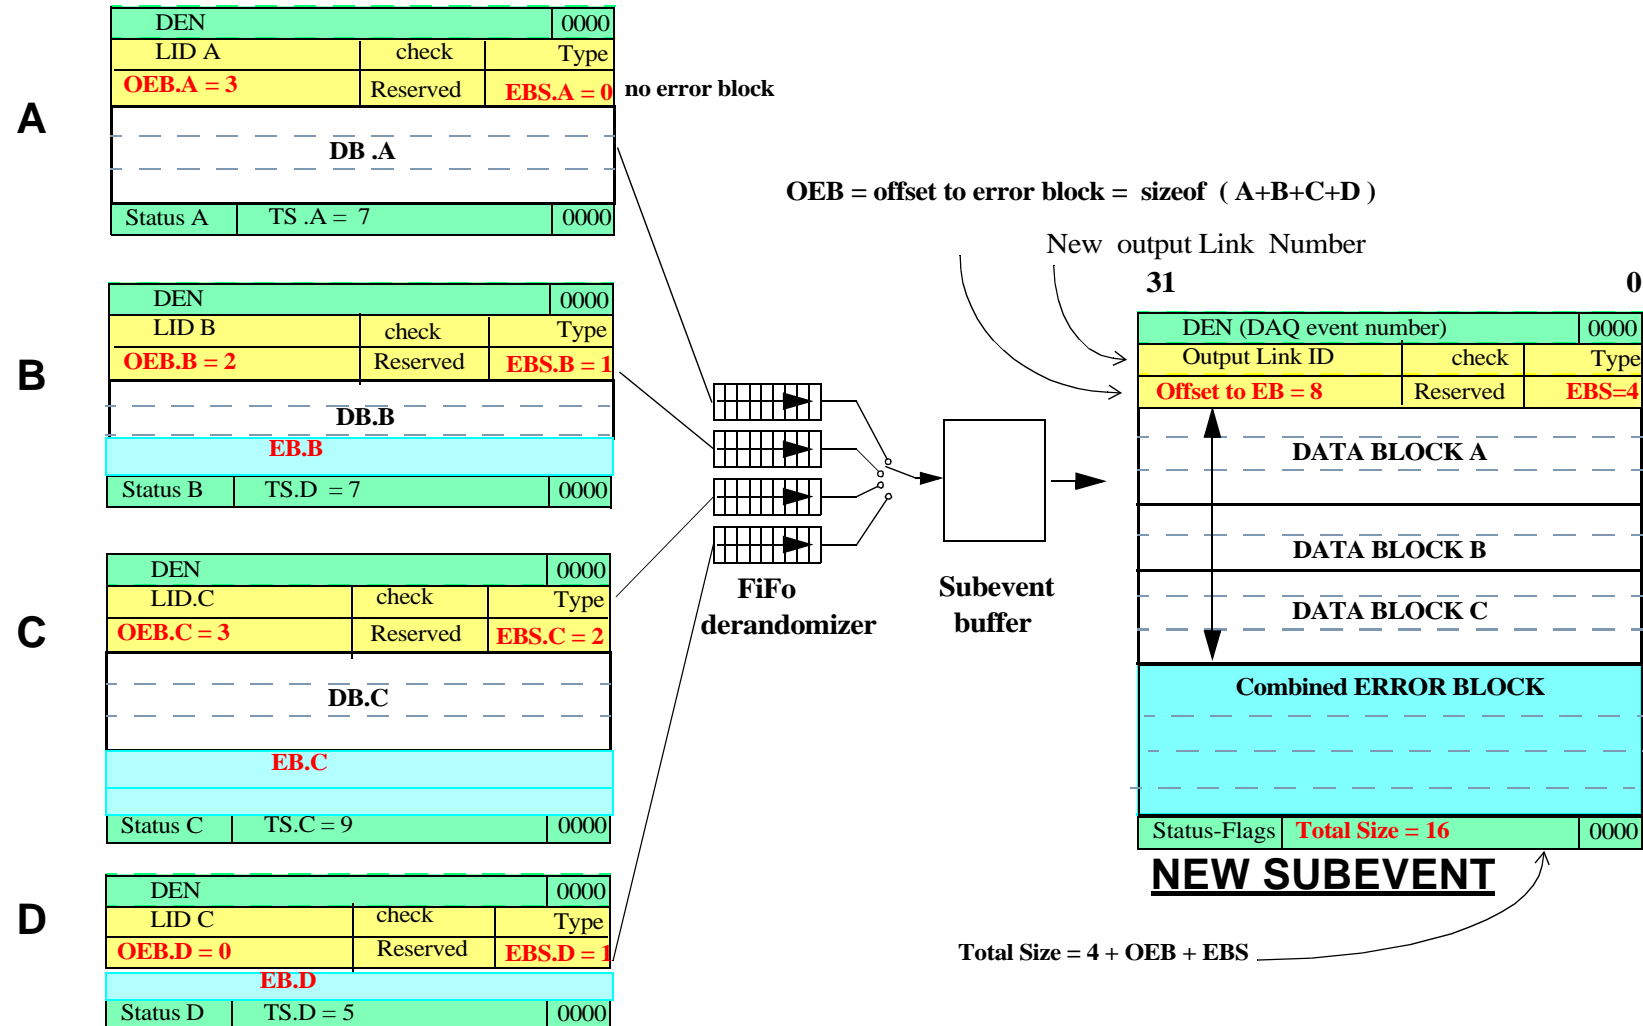 A
DEN 0000
LID A check Type
OEB.A = 3 Reserved EBS.A = 0 no error block
DB .A
Status A TS .A = 7 0000
B
DEN 0000
LID B check Type
OEB.B = 2 Reserved EBS.B = 1
DB.B
EB.B
Status B TS.D = 7 0000
C
DEN 0000
LID.C check Type
OEB.C = 3 Reserved EBS.C = 2
DB.C
EB.C
Status C TS.C = 9 0000
D
DEN 0000
LID C check Type
OEB.D = 0 Reserved EBS.D = 1
EB.D
Status D TS.D = 5 0000
FiFo
derandomizer
Subevent
buffer
OEB = offset to error block = sizeof ( A+B+C+D )
New output Link Number
31 0
DEN (DAQ event number) 0000
Output Link ID check Type
Offset to EB = 8 Reserved EBS=4
DATA BLOCK A
DATA BLOCK B
DATA BLOCK C
Combined ERROR BLOCK
Status-Flags Total Size = 16 0000
NEW SUBEVENT
Total Size = 4 + OEB + EBS